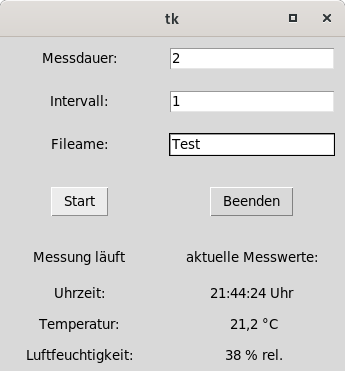 tk
Messdauer: 2
Intervall: 1
Fileame: Test
Start Beenden
Messung läuft aktuelle Messwerte:
Uhrzeit: 21:44:24 Uhr
Temperatur: 21,2 °C
Luftfeuchtigkeit: 38 % rel.